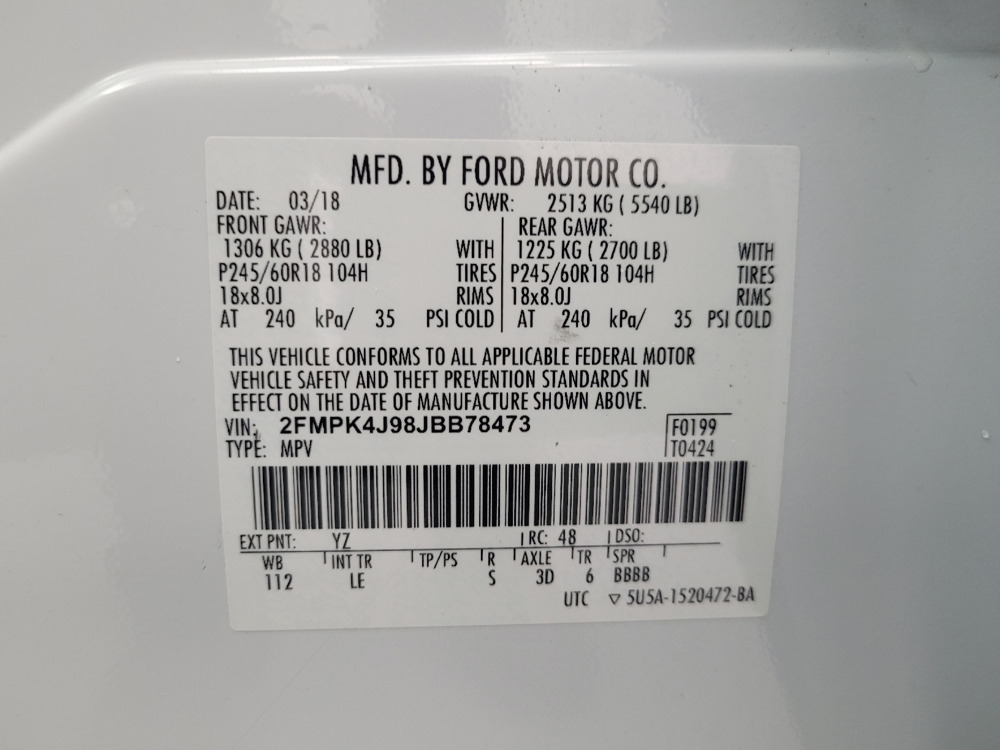 MFD. BY FORD MOTOR CO.
DATE: 03/18 GVWR: 2513 KG ( 5540 LB)
FRONT GAWR: REAR GAWR:
1306 KG ( 2880 LB) WITH 1225 KG ( 2700 LB) WITH
P245/60R18 104H TIRES P245/60R18 104H TIRES
18x8.0J RIMS 18x8.0J RIMS
AT 240 kPa/ 35 PSI COLD AT 240 kPa/ 35 PSI COLD
THIS VEHICLE CONFORMS TO ALL APPLICABLE FEDERAL MOTOR
VEHICLE SAFETY AND THEFT PREVENTION STANDARDS IN
EFFECT ON THE DATE OF MANUFACTURE SHOWN ABOVE.
VIN: 2FMPK4J98JBB78473 F0199
TYPE: MPV T0424
EXT PNT: YZ RC: 48 DSO:
WB INT TR TP/PS R AXLE TR SPR
112 LE S 3D 6 BBBB
UTC ▽ 5U5A-1520472-BA